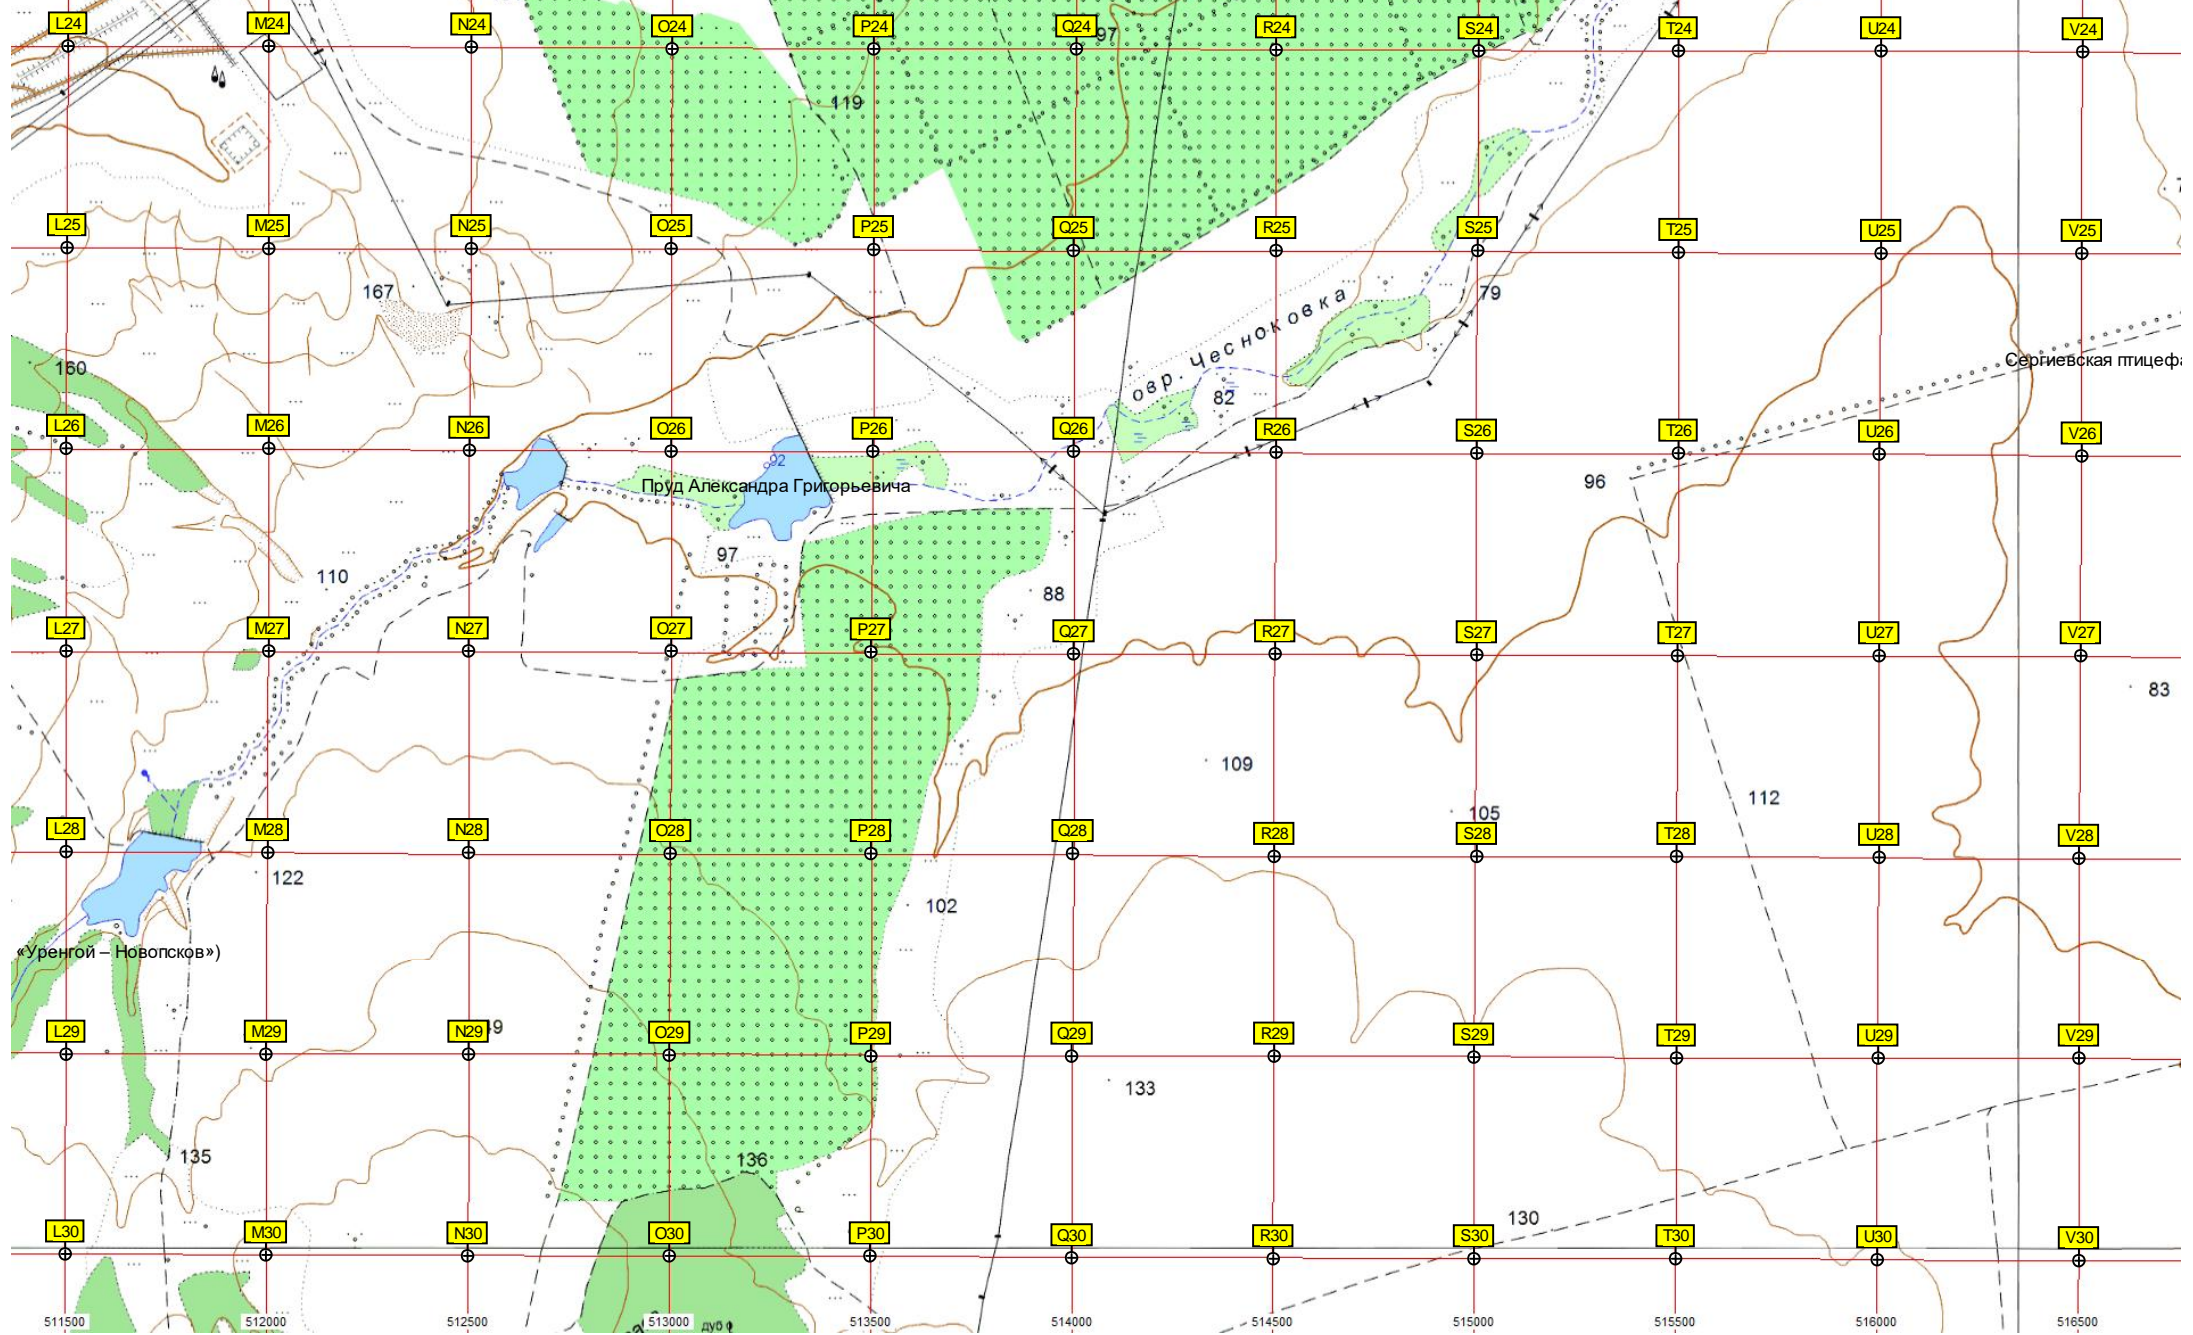 L24 M24 N24 O24 P24 Q24 R24 S24 T24 U24 V24
97
119
L25 M25 N25 O25 P25 Q25 R25 S25 T25 U25 V25
167
79
овр. Чесноковка
160
Сергиевская птицефа
82
L26 M26 N26 O26 P26 Q26 R26 S26 T26 U26 V26
92
96
Пруд Александра Григорьевича
97
110
88
L27 M27 N27 O27 P27 Q27 R27 S27 T27 U27 V27
83
109
112
105
L28 M28 N28 O28 P28 Q28 R28 S28 T28 U28 V28
122
102
«Уренгой – Новопсков»)
L29 M29 N29 O29 P29 Q29 R29 S29 T29 U29 V29
133
135
136
130
L30 M30 N30 O30 P30 Q30 R30 S30 T30 U30 V30
511500 512000 512500 513000 513500 514000 514500 515000 515500 516000 516500
дуб